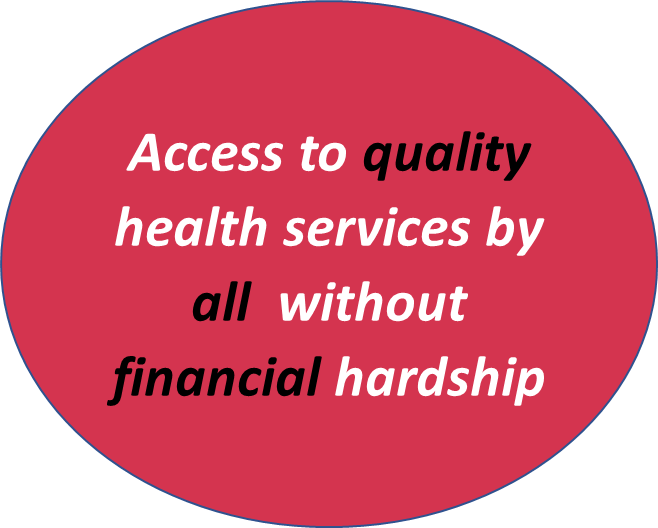 Access to quality
health services by
all  without
financial hardship